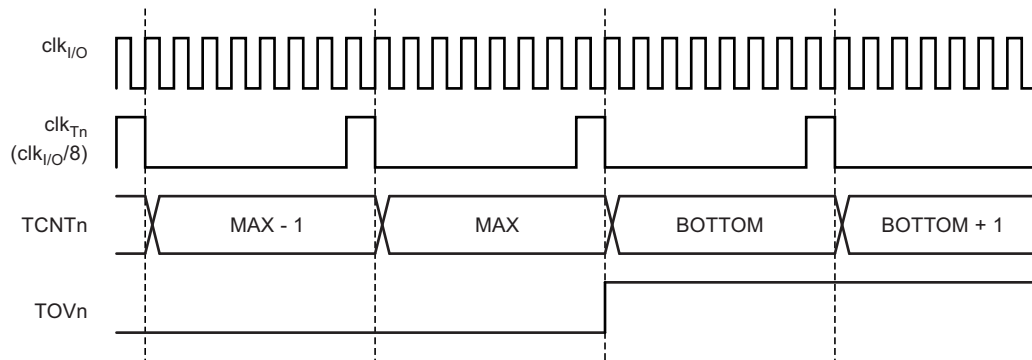 clkI/O
clkTn
(clkI/O/8)
TCNTn
MAX - 1
MAX
BOTTOM
BOTTOM + 1
TOVn